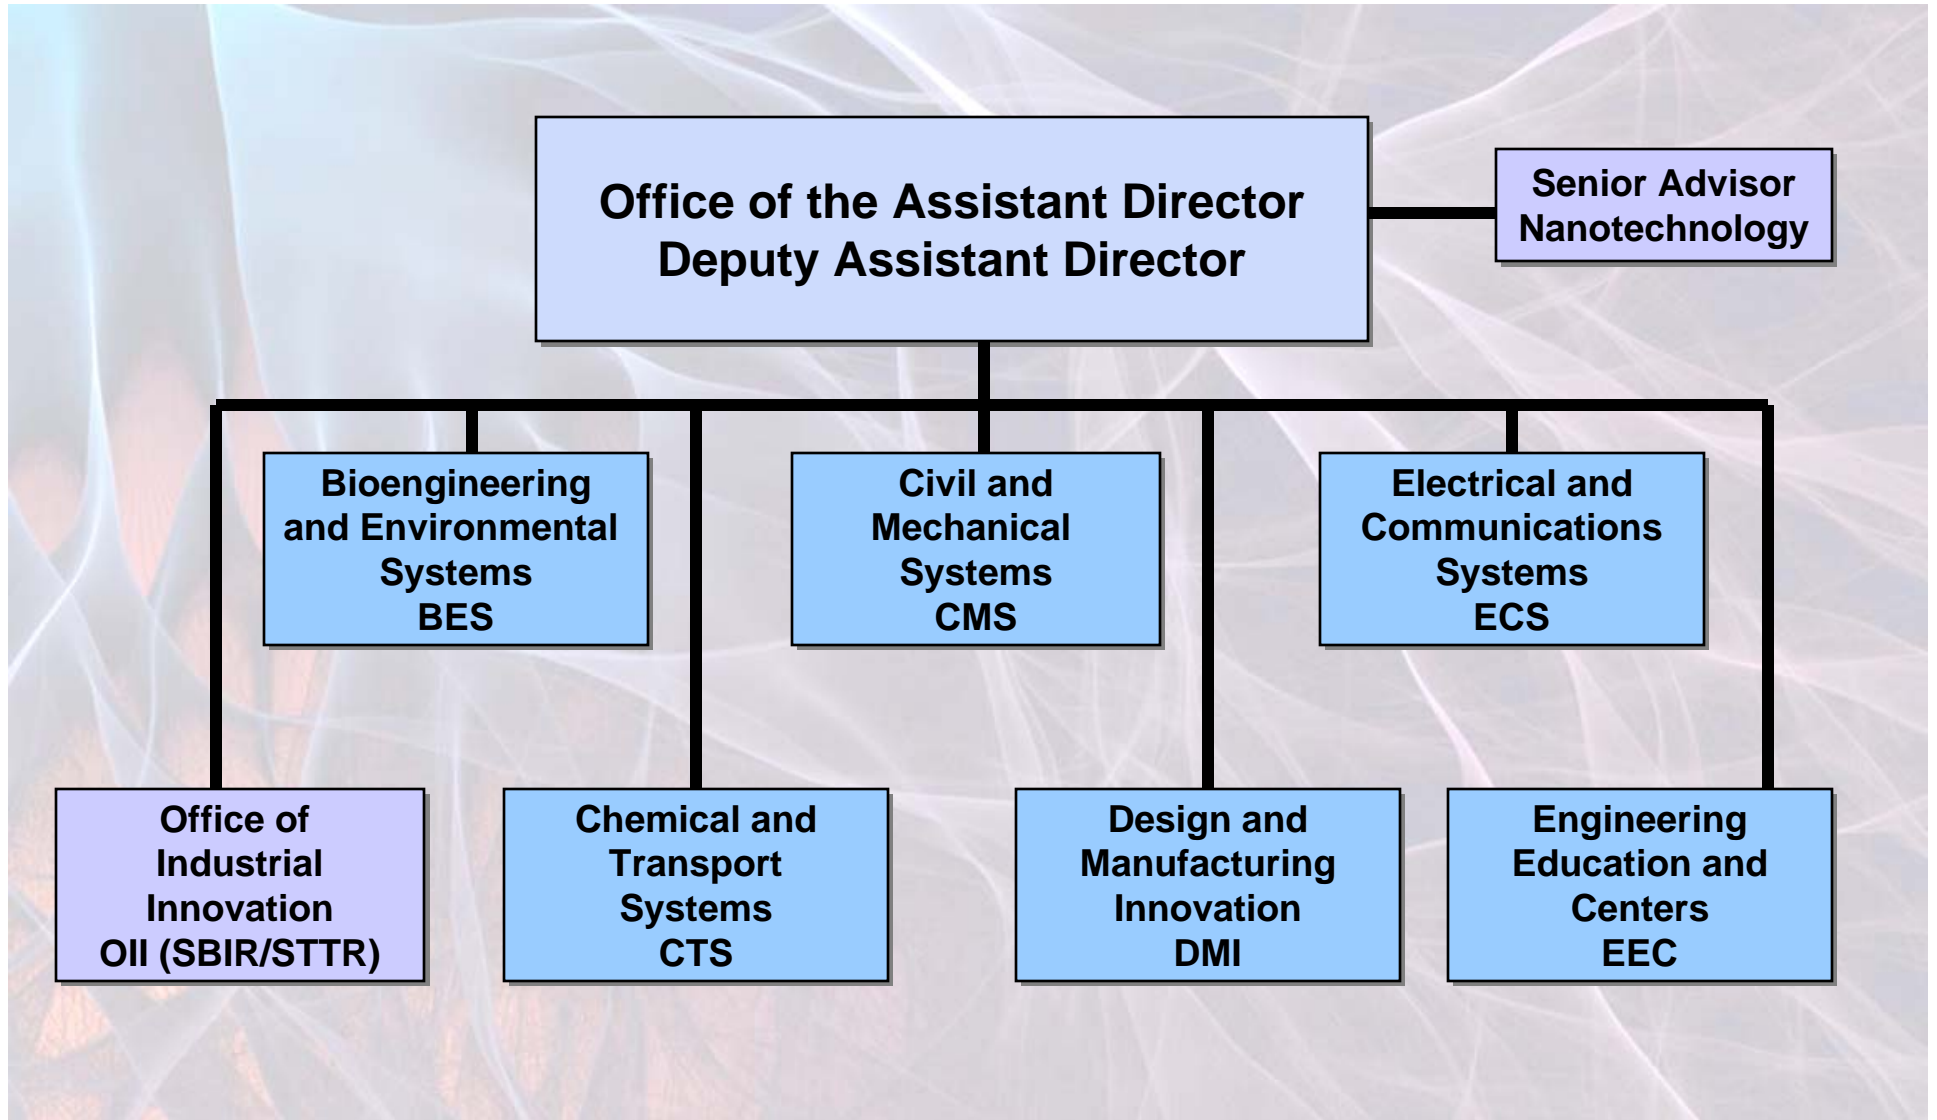 Office of the Assistant Director
Deputy Assistant Director
Senior Advisor
Nanotechnology
Bioengineering
and Environmental
Systems
BES
Civil and
Mechanical
Systems
CMS
Electrical and
Communications
Systems
ECS
Office of
Industrial
Innovation
OII (SBIR/STTR)
Chemical and
Transport
Systems
CTS
Design and
Manufacturing
Innovation
DMI
Engineering
Education and
Centers
EEC